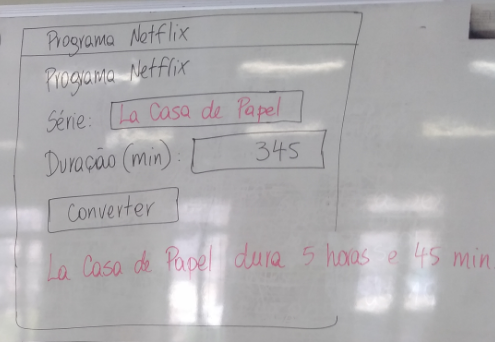 Programa Netflix
Programa Netflix
Série: La Casa de Papel
Duração (min): 345
Converter
La Casa de Papel dura 5 horas e 45 min